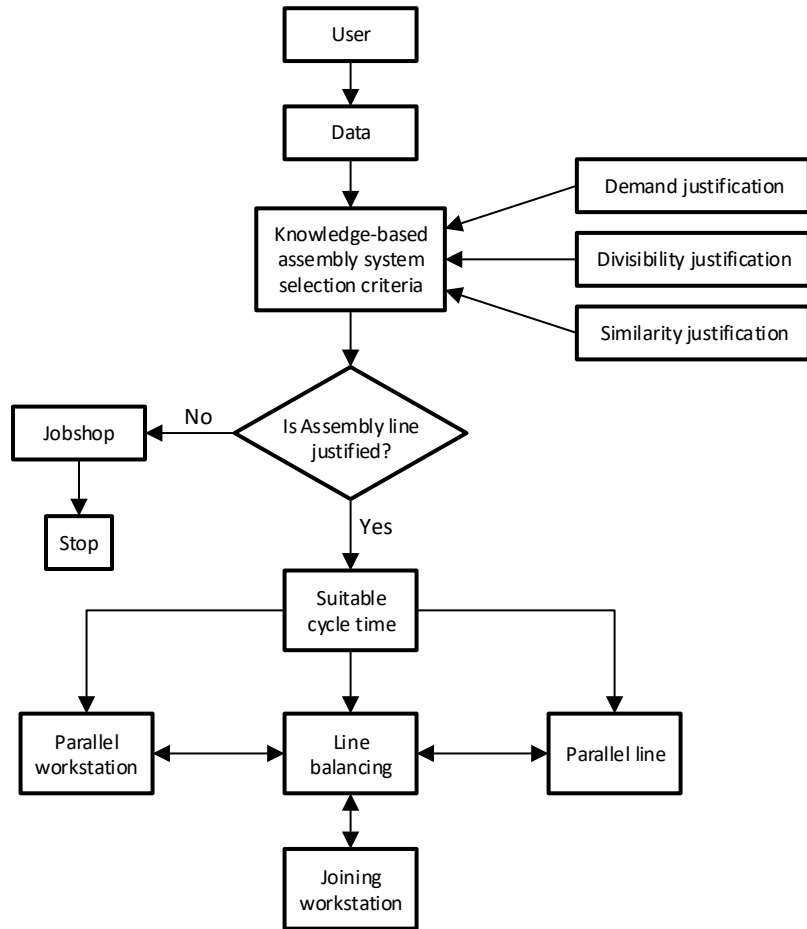 User
Data
Demand justification
Knowledge-based
assembly system
selection criteria
Divisibility justification
Similarity justification
No
Jobshop
Is Assembly line
justified?
Stop
Yes
Suitable
cycle time
Parallel
workstation
Line
balancing
Parallel line
Joining
workstation